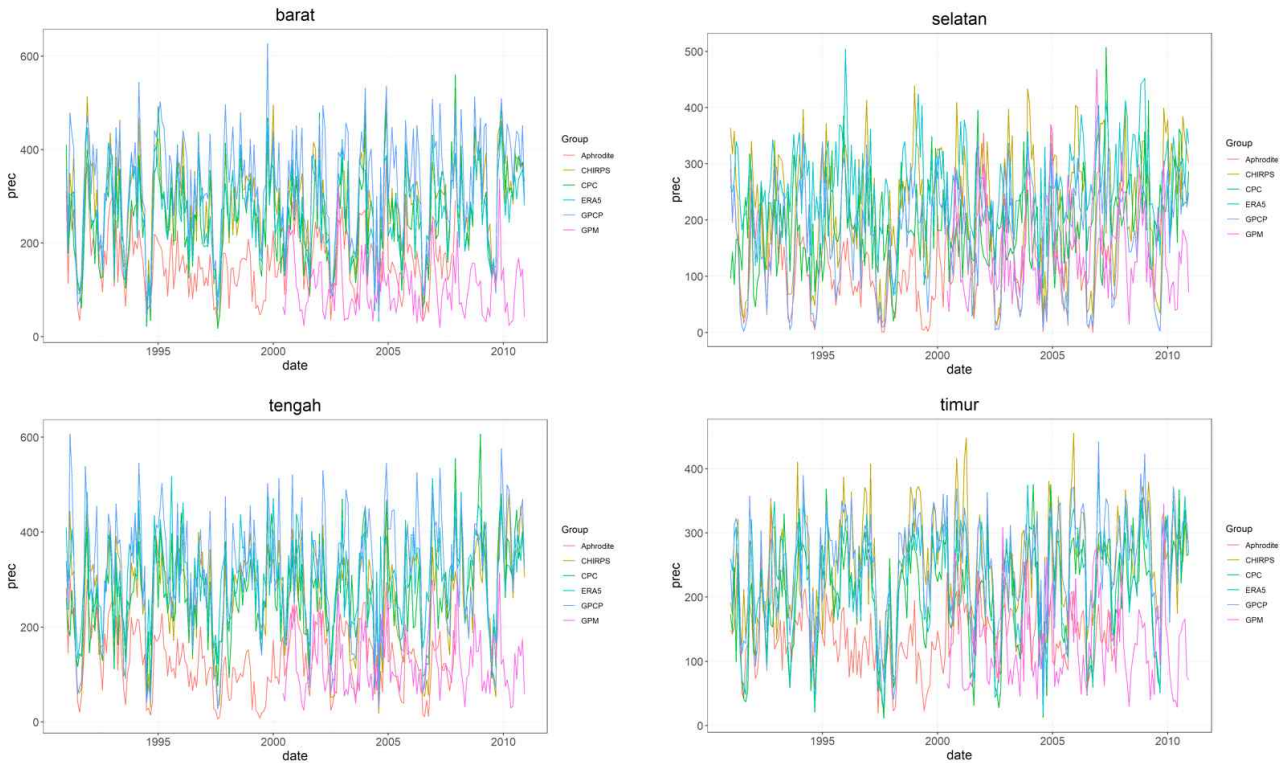 barat
600
400
200
0
prec
1995
2000
2005
2010
date
Group
Aphrodite
CHIRPS
CPC
ERA5
GPCP
GPM
selatan
500
400
300
200
100
0
prec
1995
2000
2005
2010
date
Group
Aphrodite
CHIRPS
CPC
ERA5
GPCP
GPM
tengah
600
400
200
0
prec
1995
2000
2005
2010
date
Group
Aphrodite
CHIRPS
CPC
ERA5
GPCP
GPM
timur
400
300
200
100
0
prec
1995
2000
2005
2010
date
Group
Aphrodite
CHIRPS
CPC
ERA5
GPCP
GPM